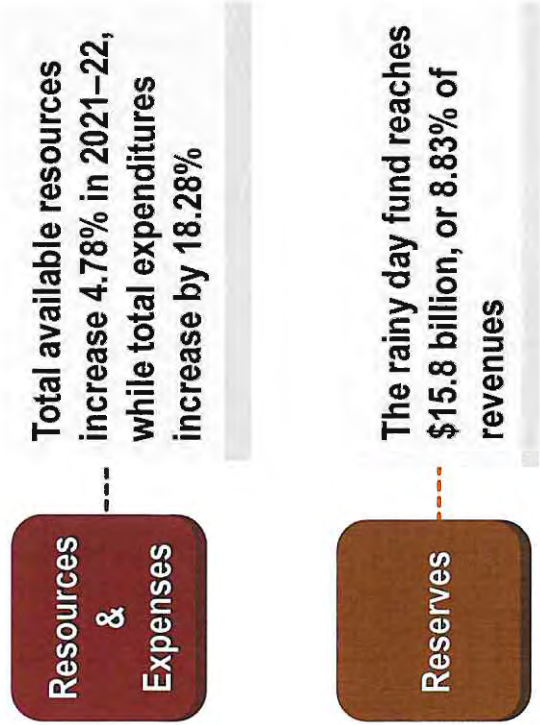 Resources
&
Expenses
Total available resources
increase 4.78% in 2021–22,
while total expenditures
increase by 18.28%
Reserves
The rainy day fund reaches
$15.8 billion, or 8.83% of
revenues